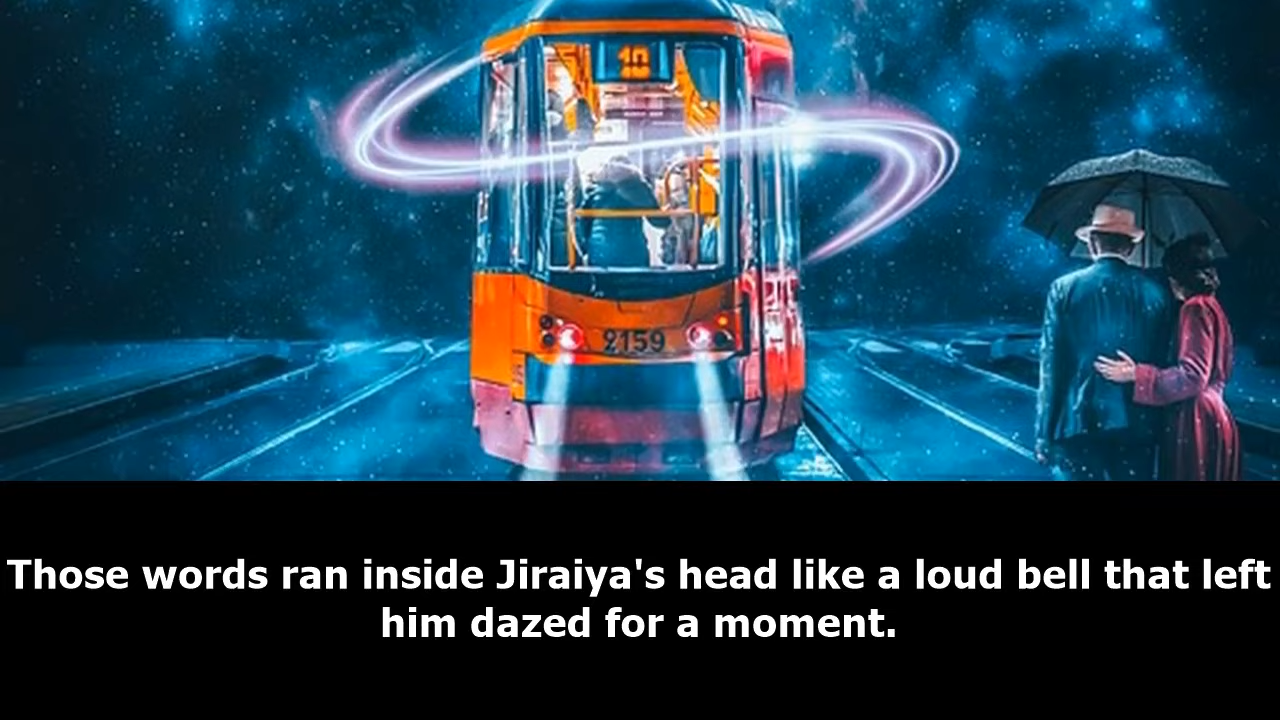 10
2159
Those words ran inside Jiraiya's head like a loud bell that left
him dazed for a moment.